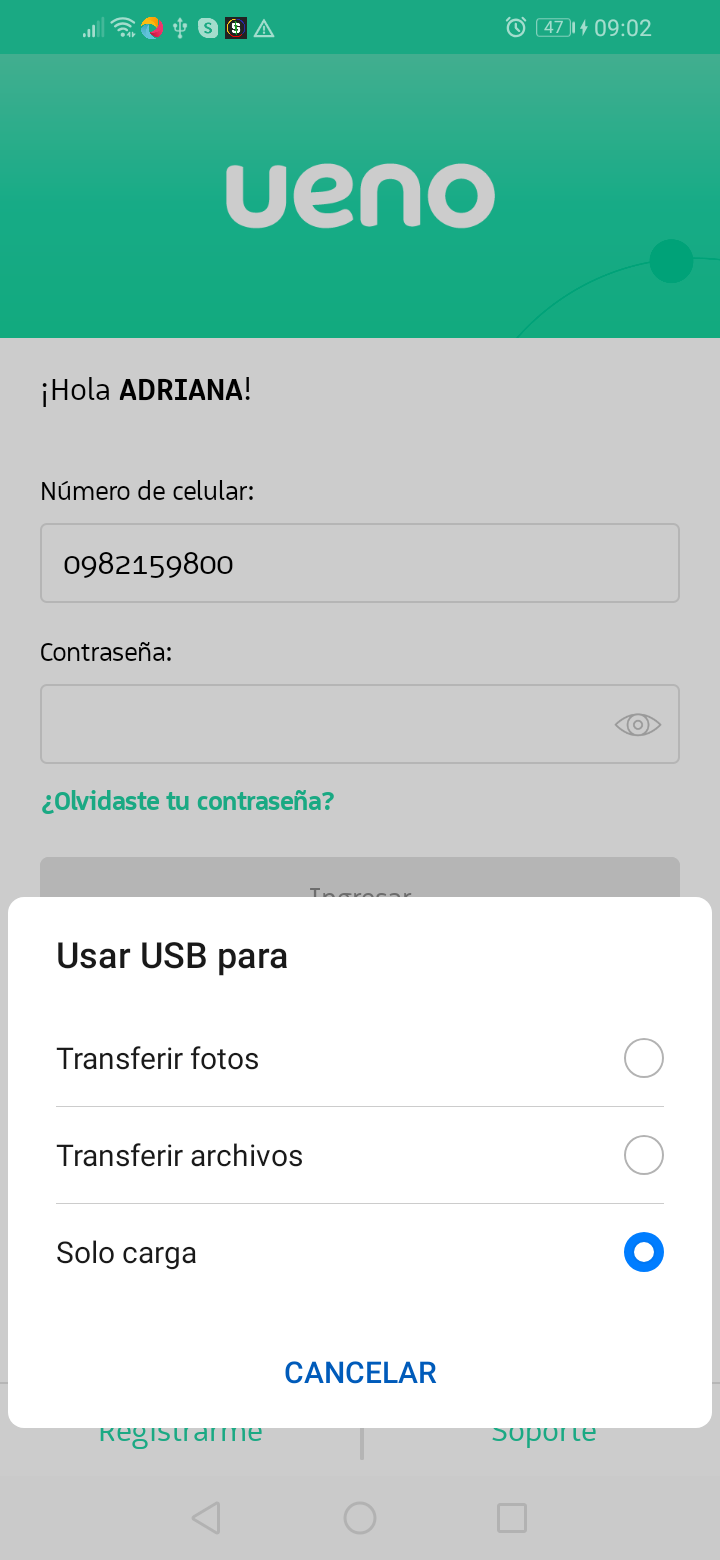 47 09:02
ueno
¡Hola ADRIANA!
Número de celular:
0982159800
Contraseña:
¿Olvidaste tu contraseña?
Ingresar
Usar USB para
Transferir fotos
Transferir archivos
Solo carga
CANCELAR
Registrarme Soporte